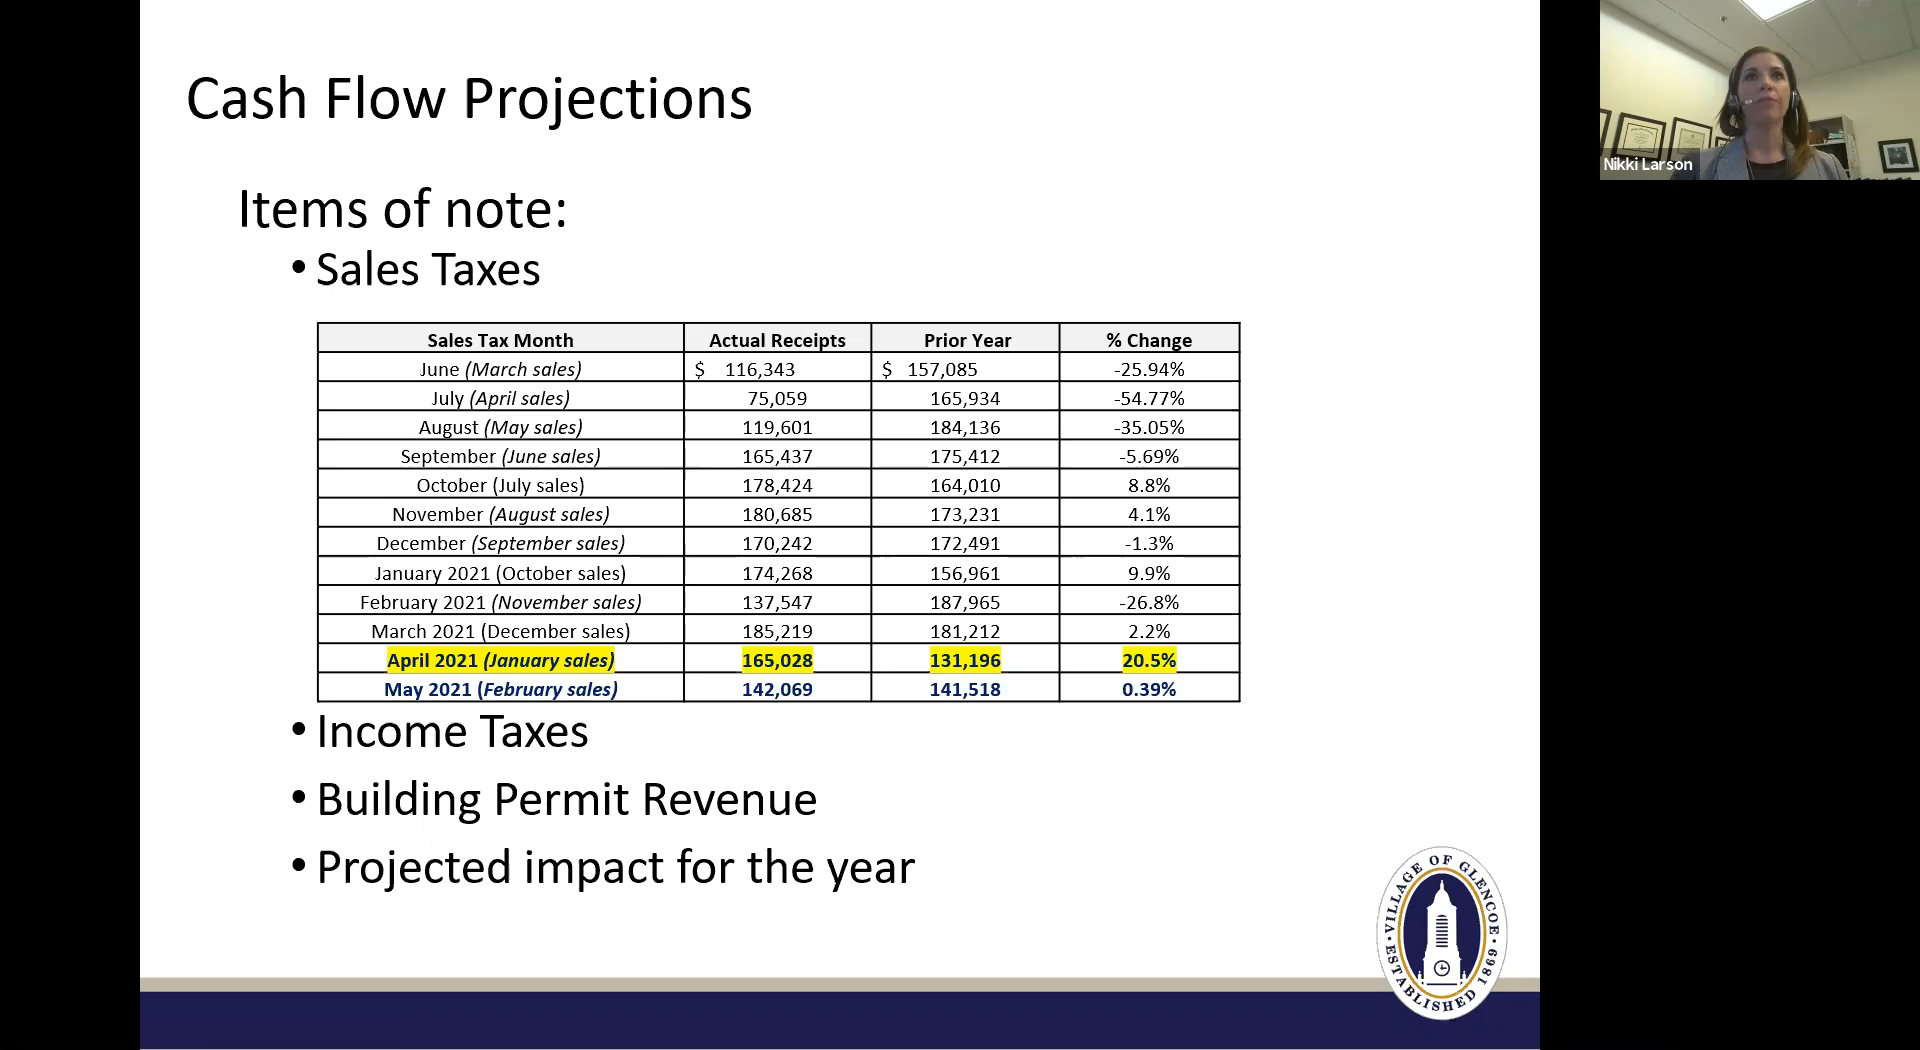 Cash Flow Projections
Nikki Larson
Items of note:
• Sales Taxes
Sales Tax Month Actual Receipts Prior Year % Change
June (March sales) $ 116,343 $ 157,085 -25.94%
July (April sales) 75,059 165,934 -54.77%
August (May sales) 119,601 184,136 -35.05%
September (June sales) 165,437 175,412 -5.69%
October (July sales) 178,424 164,010 8.8%
November (August sales) 180,685 173,231 4.1%
December (September sales) 170,242 172,491 -1.3%
January 2021 (October sales) 174,268 156,961 9.9%
February 2021 (November sales) 137,547 187,965 -26.8%
March 2021 (December sales) 185,219 181,212 2.2%
April 2021 (January sales) 165,028 131,196 20.5%
May 2021 (February sales) 142,069 141,518 0.39%
• Income Taxes
• Building Permit Revenue
• Projected impact for the year
VILLAGE OF GLENCOE
• ESTABLISHED 1869 •